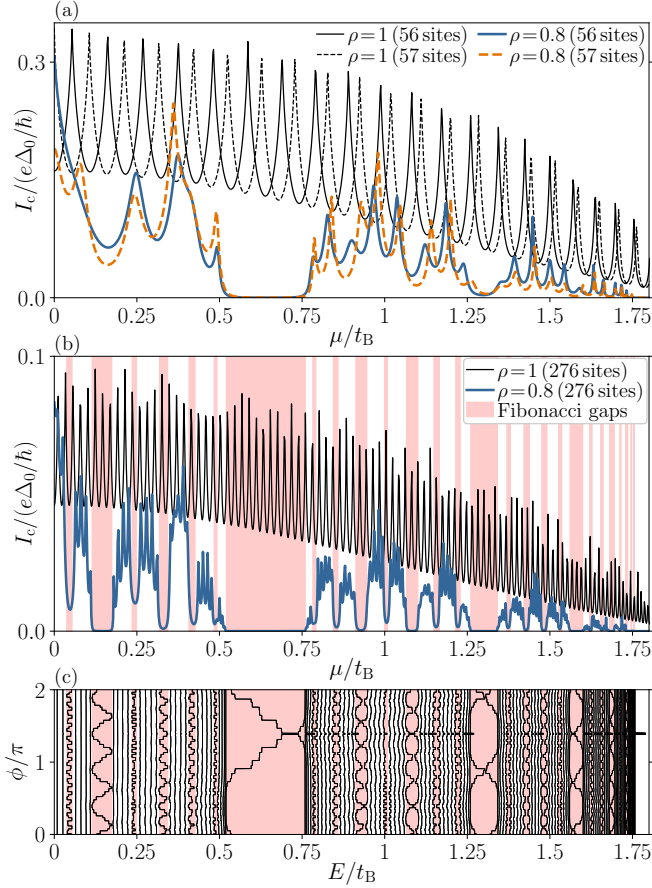 (a)
ρ = 1 (56 sites)
ρ = 1 (57 sites)
ρ = 0.8 (56 sites)
ρ = 0.8 (57 sites)
0.3
0.0
I_c/(eΔ_0/ℏ)
0 0.25 0.5 0.75 1 1.25 1.5 1.75
μ/t_B
(b)
ρ = 1 (276 sites)
ρ = 0.8 (276 sites)
Fibonacci gaps
0.1
0.0
I_c/(eΔ_0/ℏ)
0 0.25 0.5 0.75 1 1.25 1.5 1.75
μ/t_B
(c)
2
1
0
ϕ/π
0 0.25 0.5 0.75 1 1.25 1.5 1.75
E/t_B